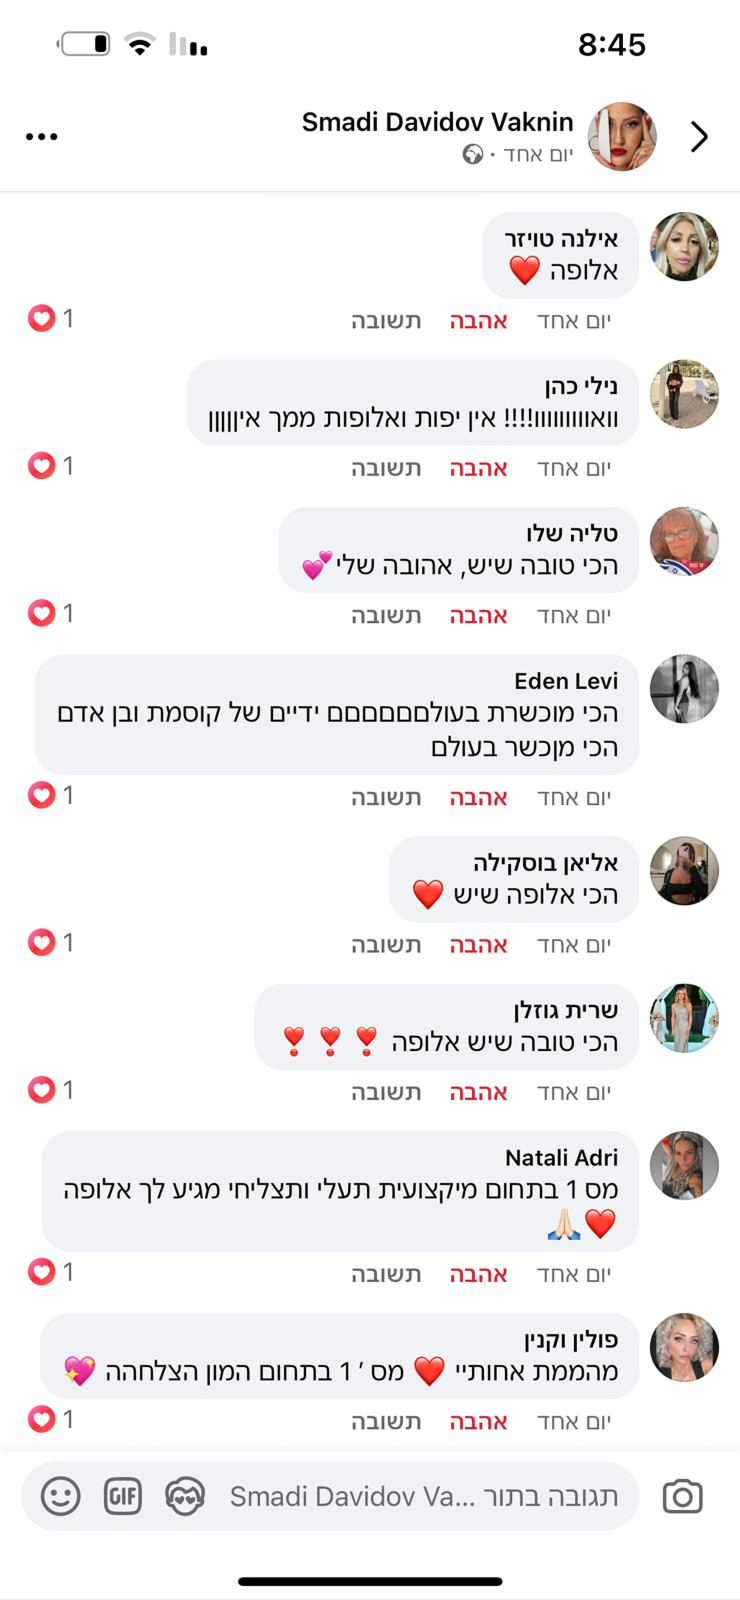 8:45
Smadi Davidov Vaknin
יום אחד ·
אילנה טויזר
אלופה ❤️
יום אחד אהבה תשובה 1
נילי כהן
וואוווווווווו!!!! אין יפות ואלופות ממך איןןןןן
יום אחד אהבה תשובה 1
טליה שלו
הכי טובה שיש, אהובה שלי 💕
יום אחד אהבה תשובה 1
Eden Levi
הכי מוכשרת בעולםםםםםםם ידיים של קוסמת ובן אדם
הכי מןכשר בעולם
יום אחד אהבה תשובה 1
אליאן בוסקילה
הכי אלופה שיש ❤️
יום אחד אהבה תשובה 1
שרית גוזלן
הכי טובה שיש אלופה ❣️ ❣️ ❣️
יום אחד אהבה תשובה 1
Natali Adri
מס 1 בתחום מיקצועית תעלי ותצליחי מגיע לך אלופה
❤️🙏🏻
יום אחד אהבה תשובה 1
פולין וקנין
מהממת אחותיי ❤️ מס ׳ 1 בתחום המון הצלחהה 💖
יום אחד אהבה תשובה 1
תגובה בתור Smadi Davidov Va...
GIF